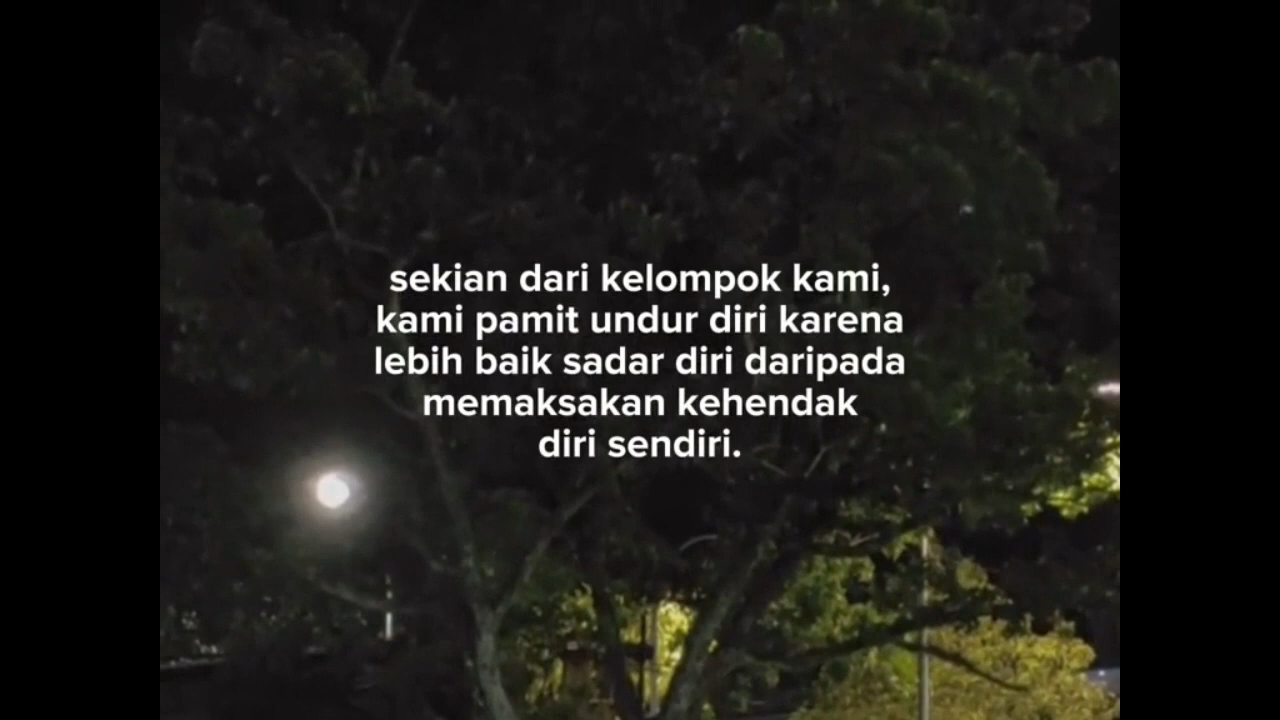 sekian dari kelompok kami,
kami pamit undur diri karena
lebih baik sadar diri daripada
memaksakan kehendak
diri sendiri.